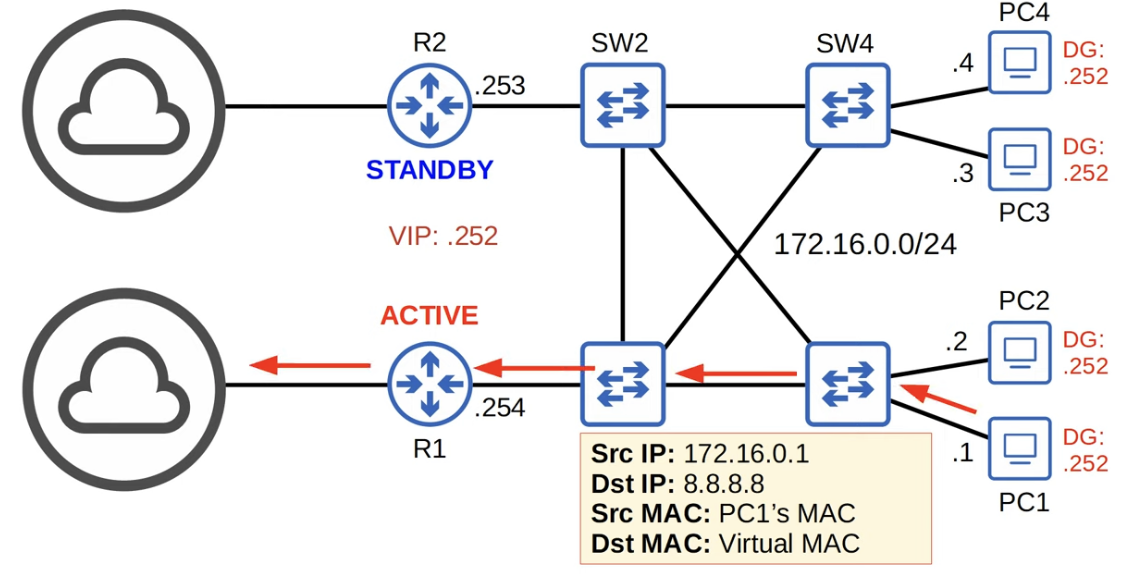 PC4
R2
SW2
SW4
DG:
.252
.4
.253
STANDBY
DG:
.252
.3
PC3
VIP: .252
172.16.0.0/24
PC2
ACTIVE
DG:
.252
.2
.254
R1
DG:
.252
.1
PC1
Src IP: 172.16.0.1
Dst IP: 8.8.8.8
Src MAC: PC1’s MAC
Dst MAC: Virtual MAC